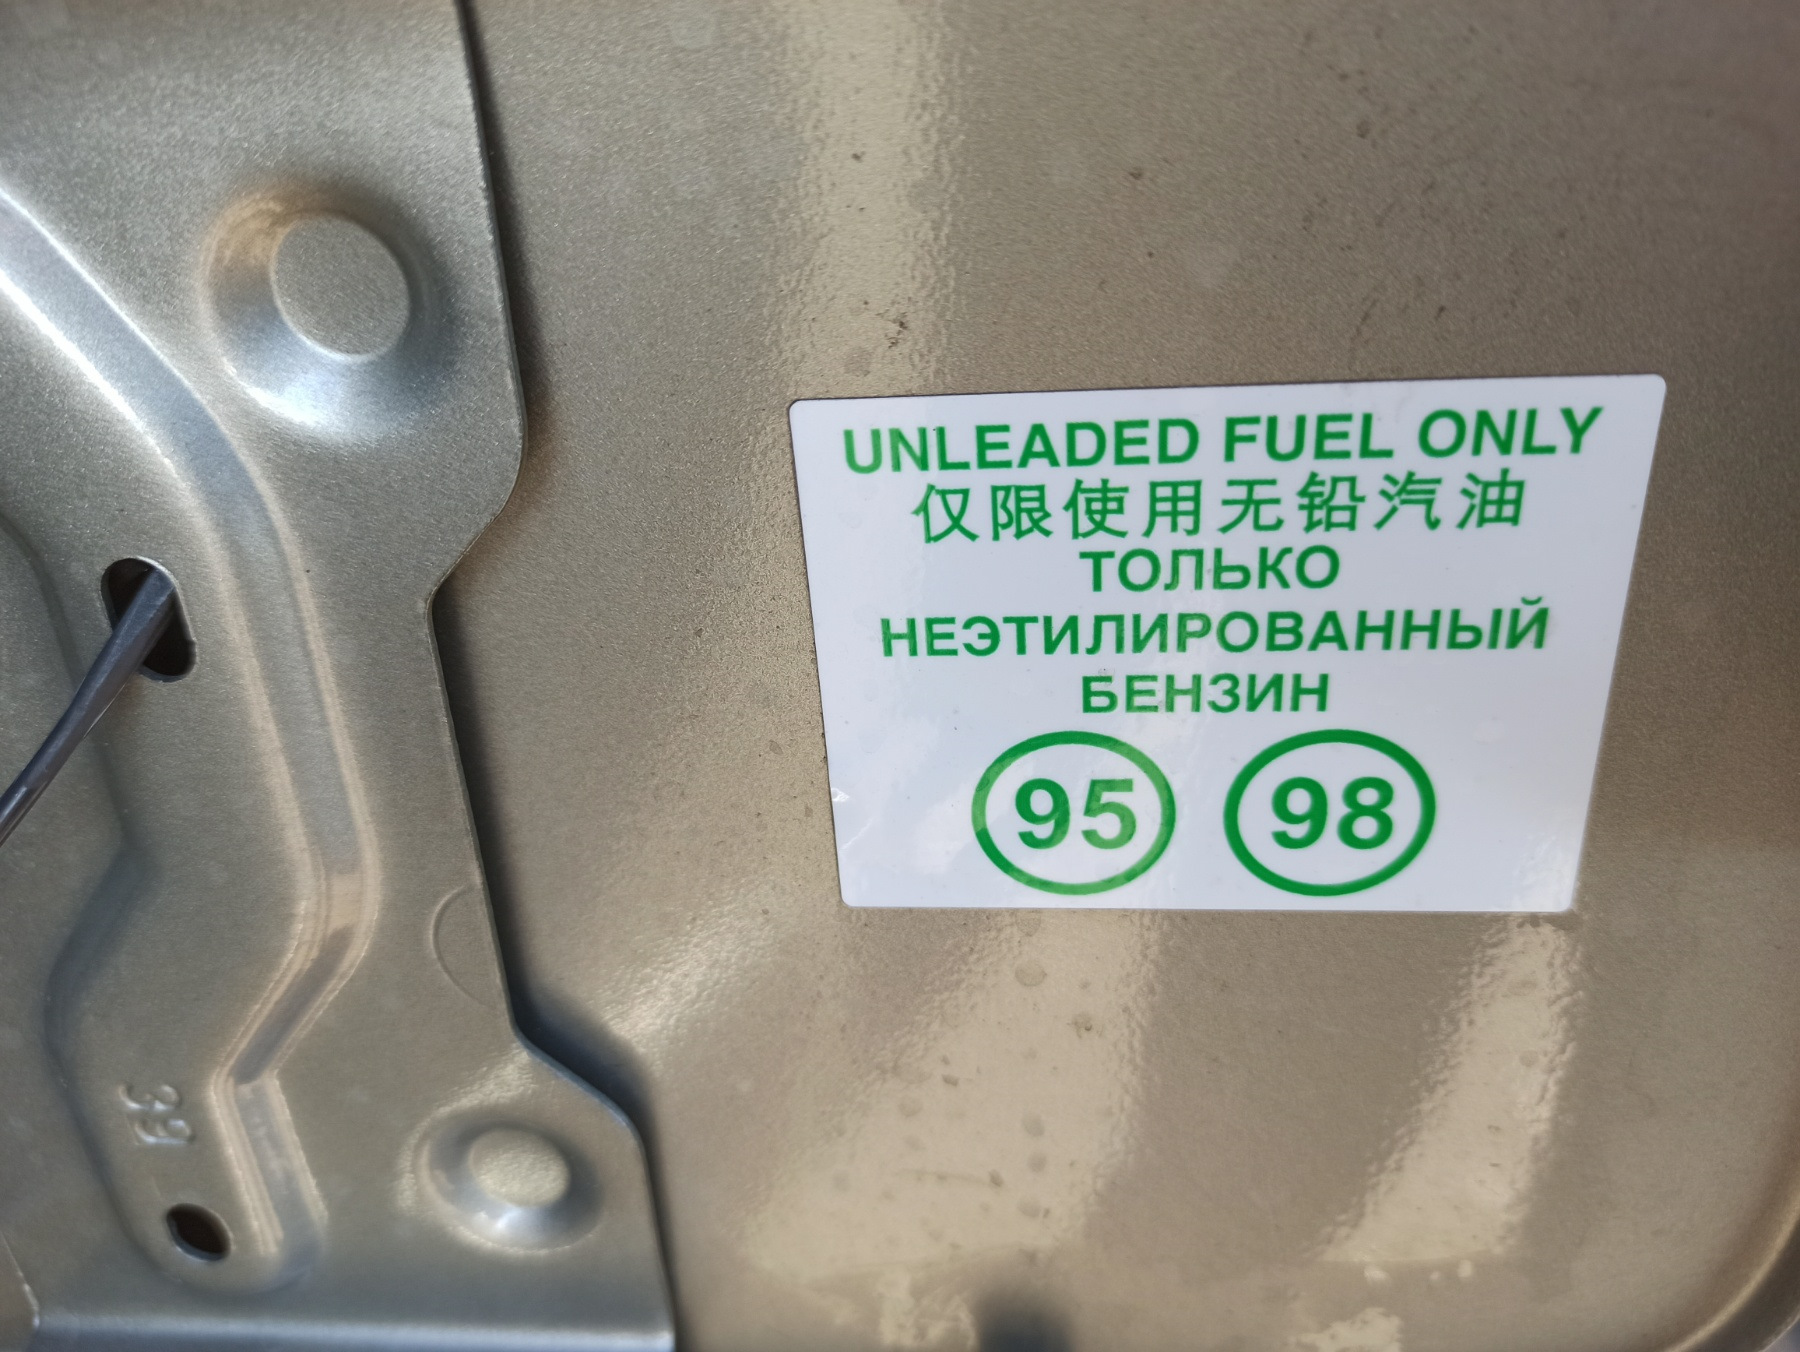 UNLEADED FUEL ONLY
仅限使用无铅汽油
ТОЛЬКО
НЕЭТИЛИРОВАННЫЙ
БЕНЗИН
95 98